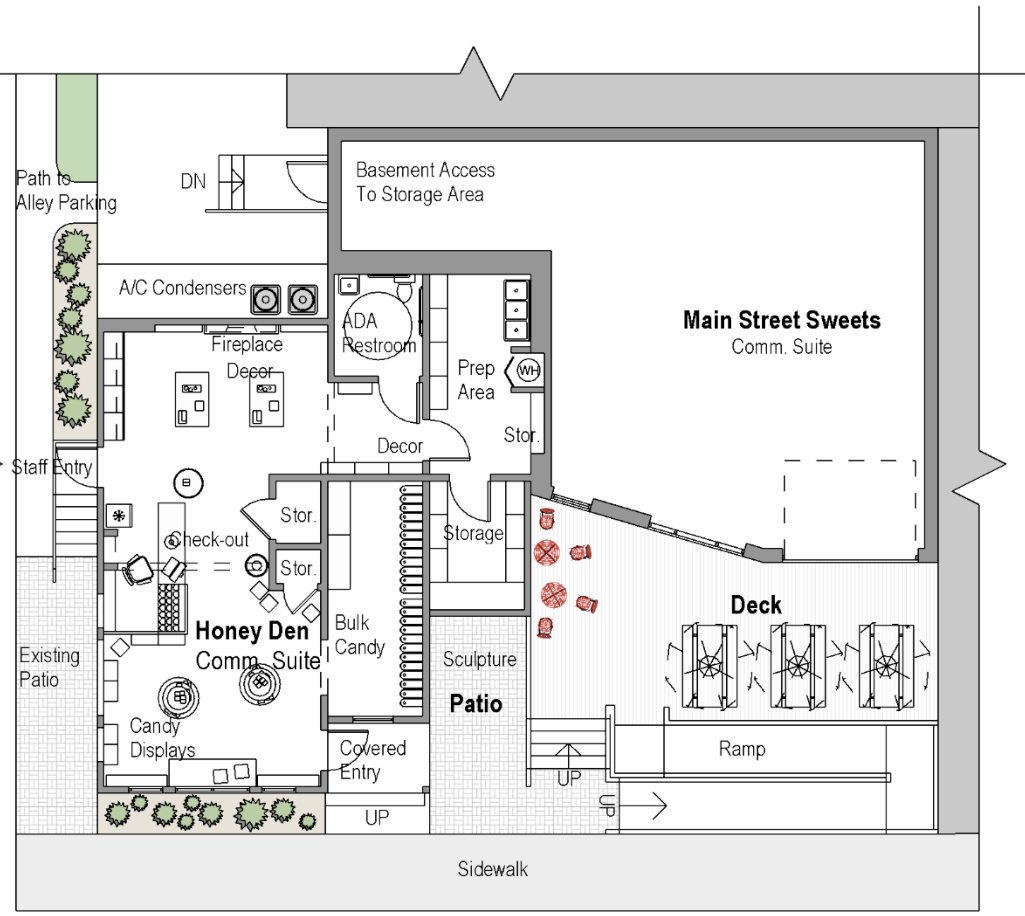 Path to
Alley Parking
DN
Basement Access
To Storage Area
A/C Condensers
Fireplace
Decor
ADA
Restroom
Prep
Area
WH
Main Street Sweets
Comm. Suite
Staff Entry
Decor
Stor.
Stor.
Check-out
Storage
Stor.
Honey Den
Comm. Suite
Bulk
Candy
Deck
Existing
Patio
Sculpture
Patio
Candy
Displays
Covered
Entry
Ramp
UP
UP
UP
Sidewalk